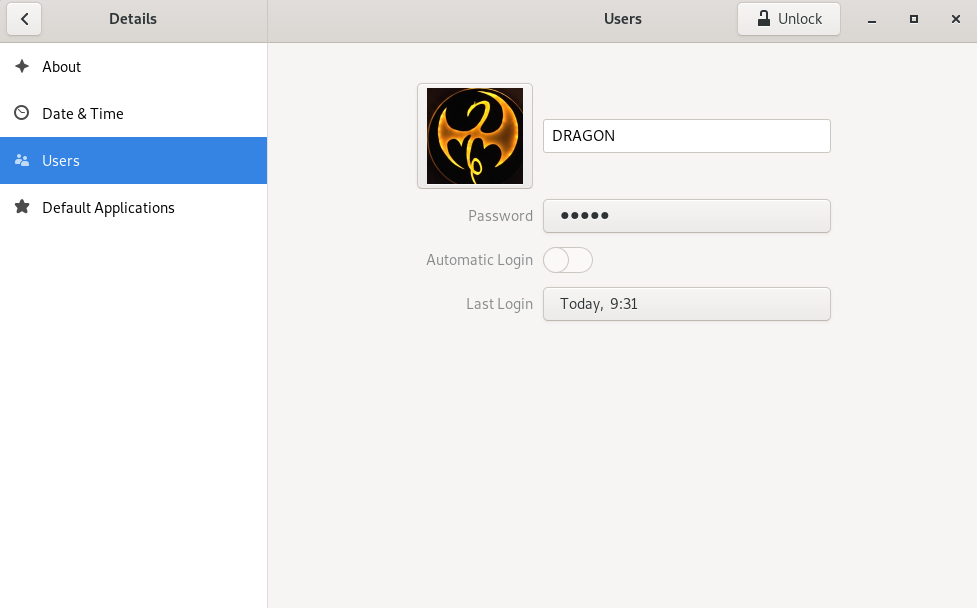 Details
Users
Unlock
About
Date & Time
Users
Default Applications
DRAGON
Password
●●●●●
Automatic Login
Last Login
Today, 9:31